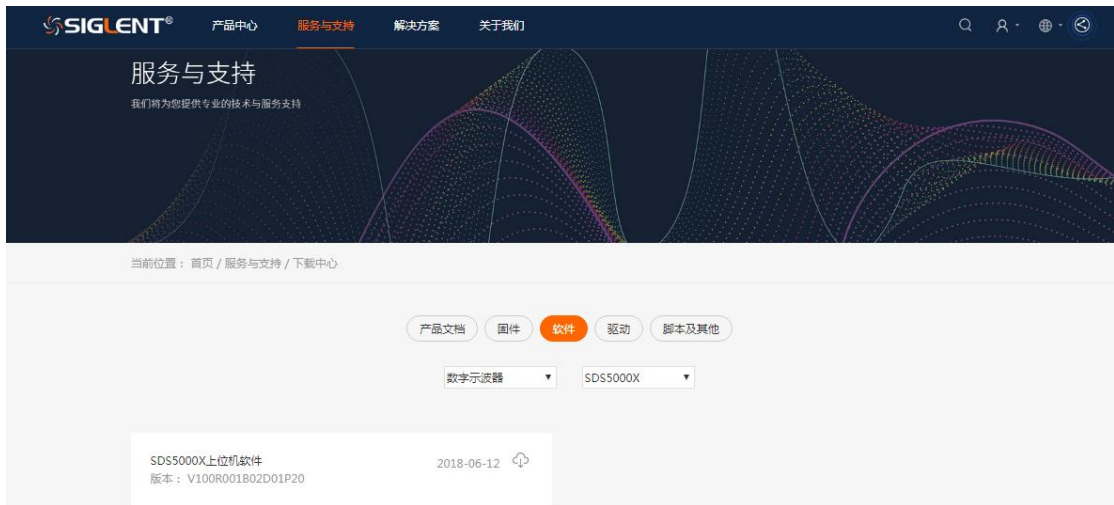 SIGLENT® 产品中心 服务与支持 解决方案 关于我们
服务与支持
我们将为您提供专业的技术与服务支持
当前位置： 首页 / 服务与支持 / 下载中心
产品文档 固件 软件 驱动 脚本及其他
数字示波器 SDS5000X
SDS5000X上位机软件 2018-06-12
版本： V100R001B02D01P20